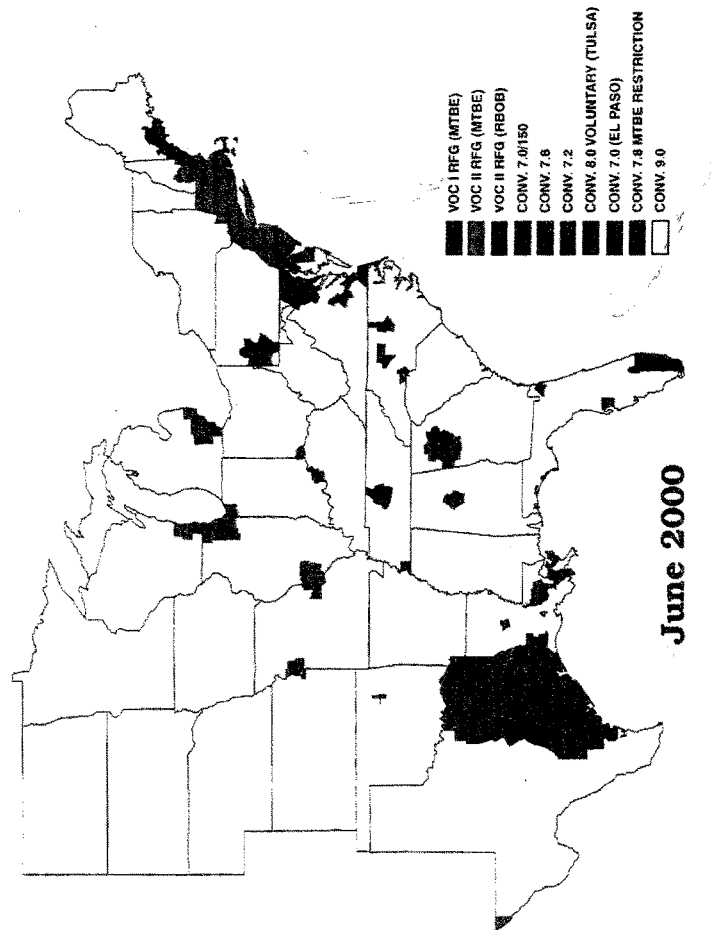 VOC I RFG (MTBE)
VOC II RFG (MTBE)
VOC II RFG (RBOB)
CONV. 7.0/150
CONV. 7.8
CONV. 7.2
CONV. 8.0 VOLUNTARY (TULSA)
CONV. 7.0 (EL PASO)
CONV. 7.8 MTBE RESTRICTION
CONV. 9.0
June 2000